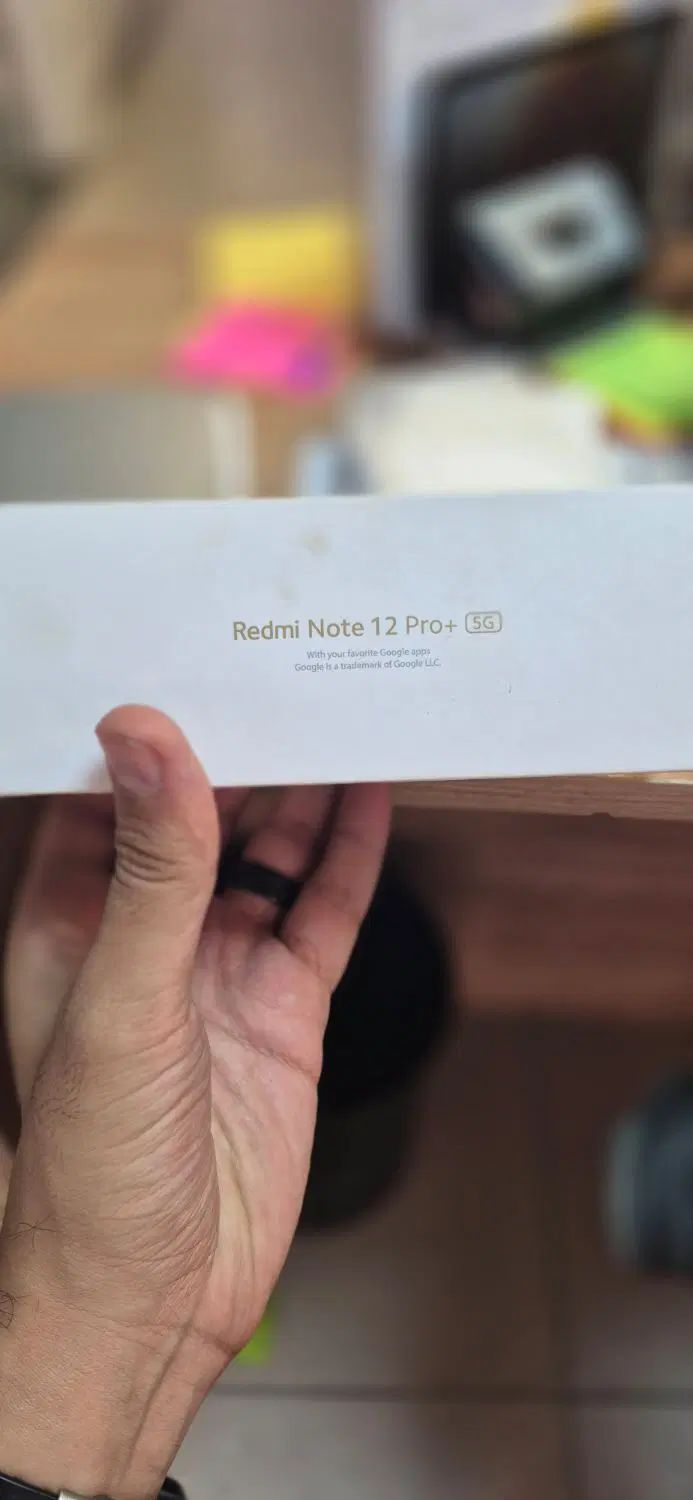 Redmi Note 12 Pro+ 5G
With your favorite Google apps
Google is a trademark of Google LLC.